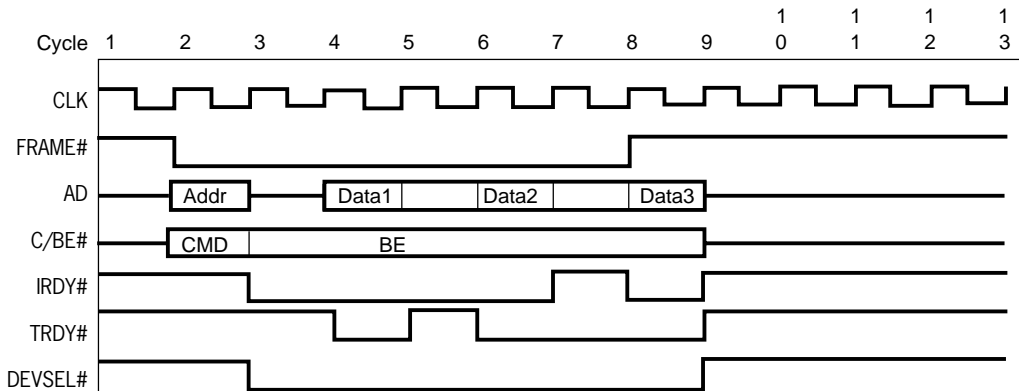 1 1 1 1
Cycle 1 2 3 4 5 6 7 8 9 0 1 2 3
CLK
FRAME#
AD Addr Data1 Data2 Data3
C/BE# CMD BE
IRDY#
TRDY#
DEVSEL#